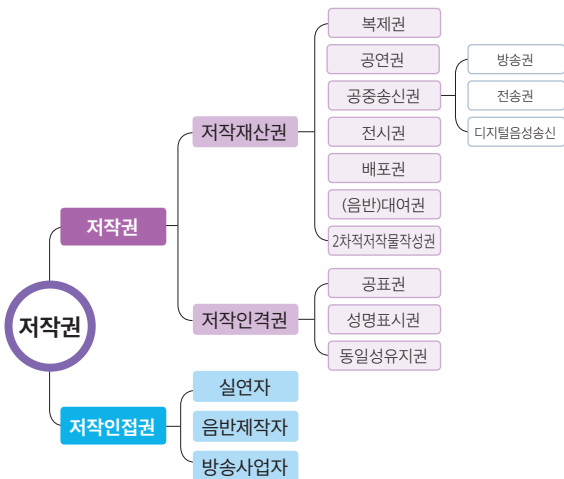 복제권
공연권
공중송신권
방송권
전송권
디지털음성송신
저작재산권
전시권
배포권
(음반)대여권
2차적저작물작성권
저작권
공표권
저작인격권
성명표시권
동일성유지권
저작권
실연자
저작인접권
음반제작자
방송사업자